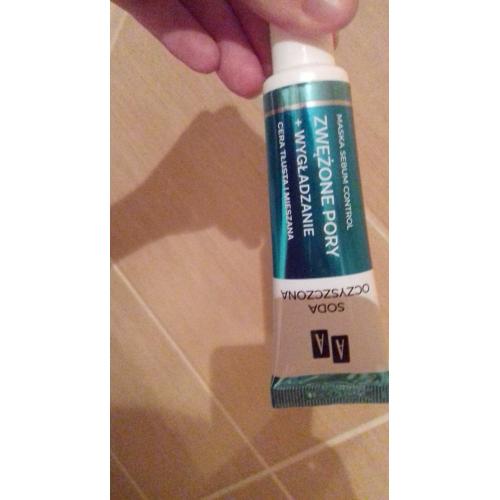 AA
SODA
OCZYSZCZONA
MASKA SEBUM CONTROL
ZWĘŻONE PORY
+ WYGŁADZANIE
CERA TŁUSTA I MIESZANA